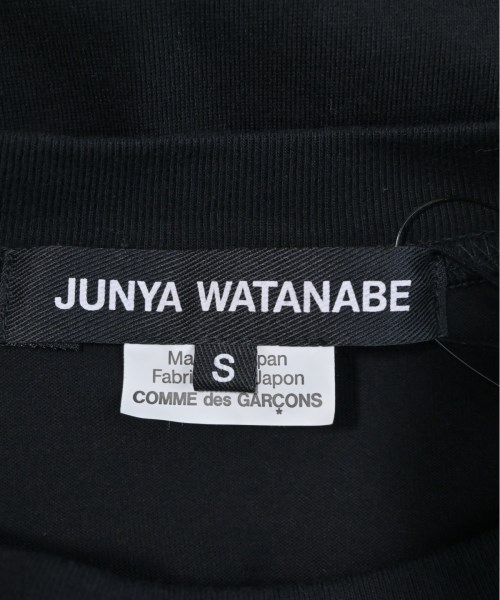 JUNYA WATANABE
S
Ma pan
Fabri Japon
COMME des GARÇONS
*